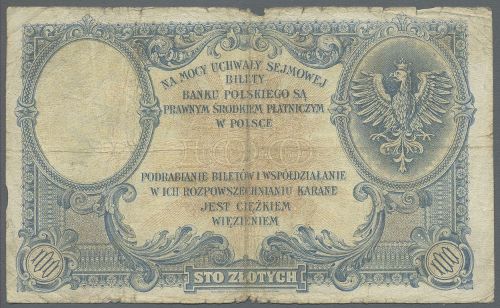 NA MOCY UCHWAŁY SEJMOWEJ
BILETY
BANKU POLSKIEGO SĄ
PRAWNYM ŚRODKIEM PŁATNICZYM
W POLSCE
PODRABIANIE BILETÓW I WSPÓŁDZIAŁANIE
W ICH ROZPOWSZECHNIANIU KARANE
JEST CIĘŻKIEM
WIĘZIENIEM
100
STO ZŁOTYCH
100